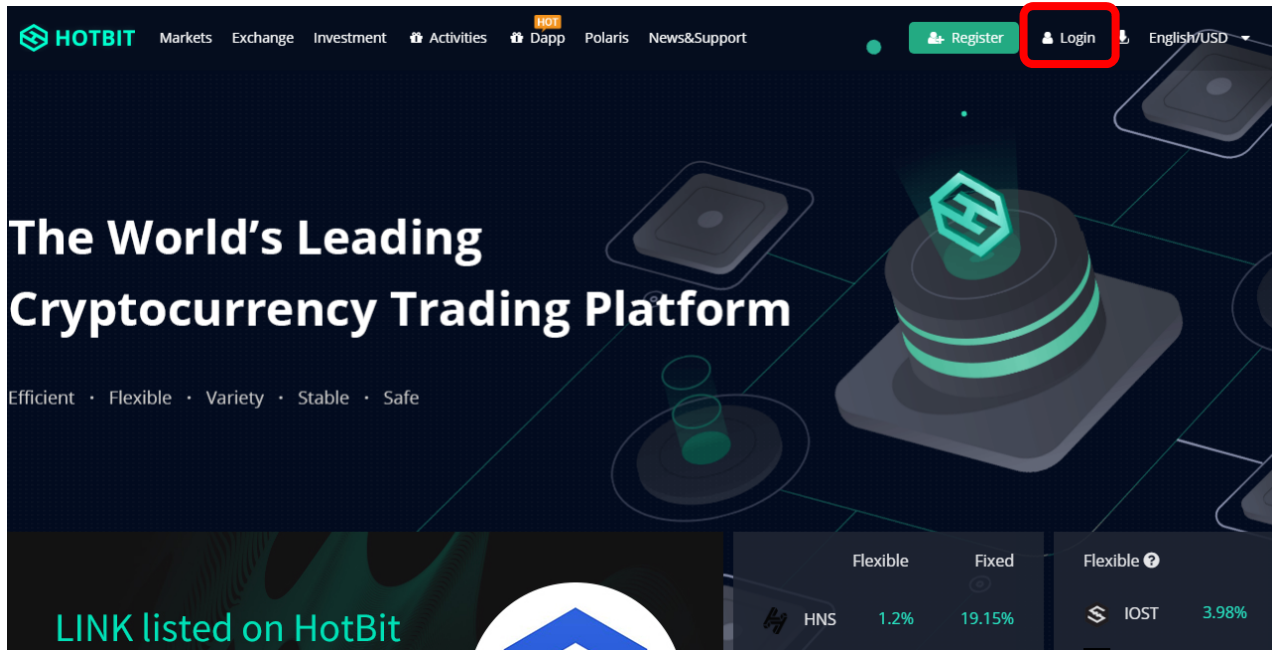 HOTBIT Markets Exchange Investment Activities HOT Dapp Polaris News&Support Register Login English/USD
The World's Leading
Cryptocurrency Trading Platform
Efficient · Flexible · Variety · Stable · Safe
LINK listed on HotBit
Flexible Fixed
HNS 1.2% 19.15%
Flexible ?
IOST 3.98%